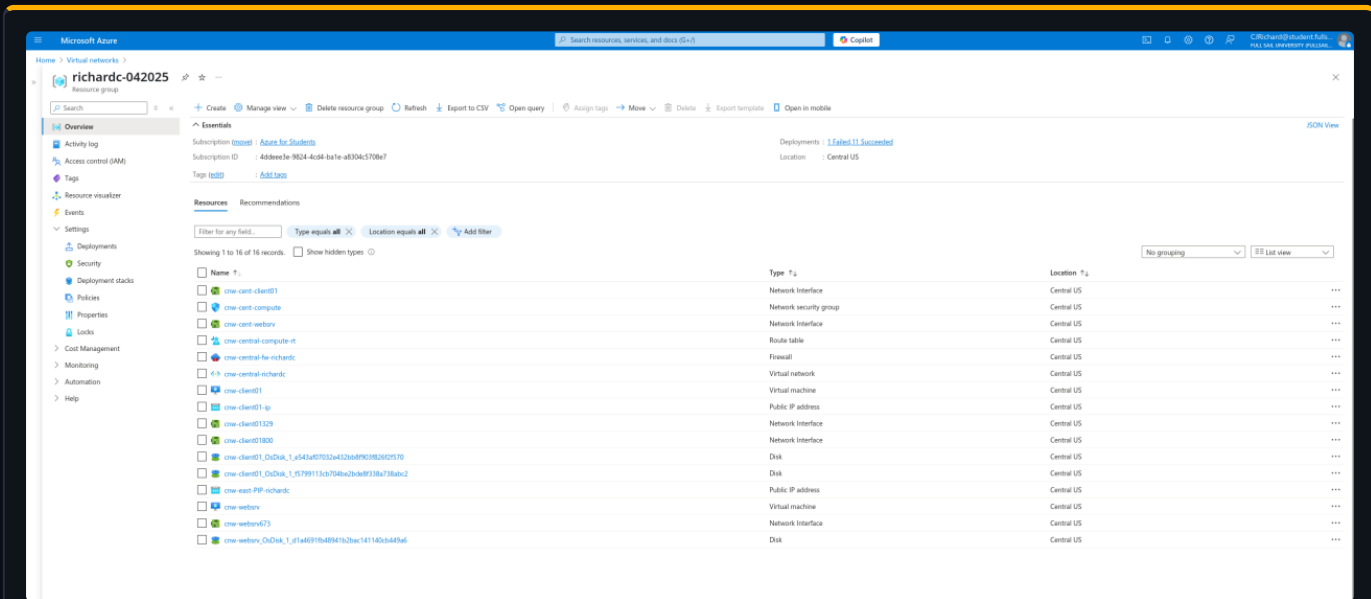 Microsoft Azure
Search resources, services, and docs (G+/)
Copilot
CJRichard@student.fulls...
FULL SAIL UNIVERSITY (FULLSAIL...
Home > Virtual networks >
richardc-042025
Resource group
Search
+ Create Manage view Delete resource group Refresh Export to CSV Open query Assign tags Move Delete Export template Open in mobile
Overview
Activity log
Access control (IAM)
Tags
Resource visualizer
Events
Settings
Deployments
Security
Deployment stacks
Policies
Properties
Locks
Cost Management
Monitoring
Automation
Help
Essentials JSON View
Subscription (move) : Azure for Students Deployments : 1 Failed,11 Succeeded
Subscription ID : 4ddeee3e-9824-4cd4-ba1e-a8304c5708e7 Location : Central US
Tags (edit) : Add tags
Resources Recommendations
Filter for any field... Type equals all Location equals all Add filter
Showing 1 to 16 of 16 records. Show hidden types No grouping List view
Name Type Location
cnw-cent-client01 Network Interface Central US
cnw-cent-compute Network security group Central US
cnw-cent-websrv Network Interface Central US
cnw-central-compute-rt Route table Central US
cnw-central-fw-richardc Firewall Central US
cnw-central-richardc Virtual network Central US
cnw-client01 Virtual machine Central US
cnw-client01-ip Public IP address Central US
cnw-client01329 Network Interface Central US
cnw-client01800 Network Interface Central US
cnw-client01_OsDisk_1_e543af07032e432bb8f903f826f2f570 Disk Central US
cnw-client01_OsDisk_1_f5799113cb704be2bde8f338a738abc2 Disk Central US
cnw-east-PIP-richardc Public IP address Central US
cnw-websrv Virtual machine Central US
cnw-websrv673 Network Interface Central US
cnw-websrv_OsDisk_1_d1a4691fb48941b2bac141140cb449a6 Disk Central US